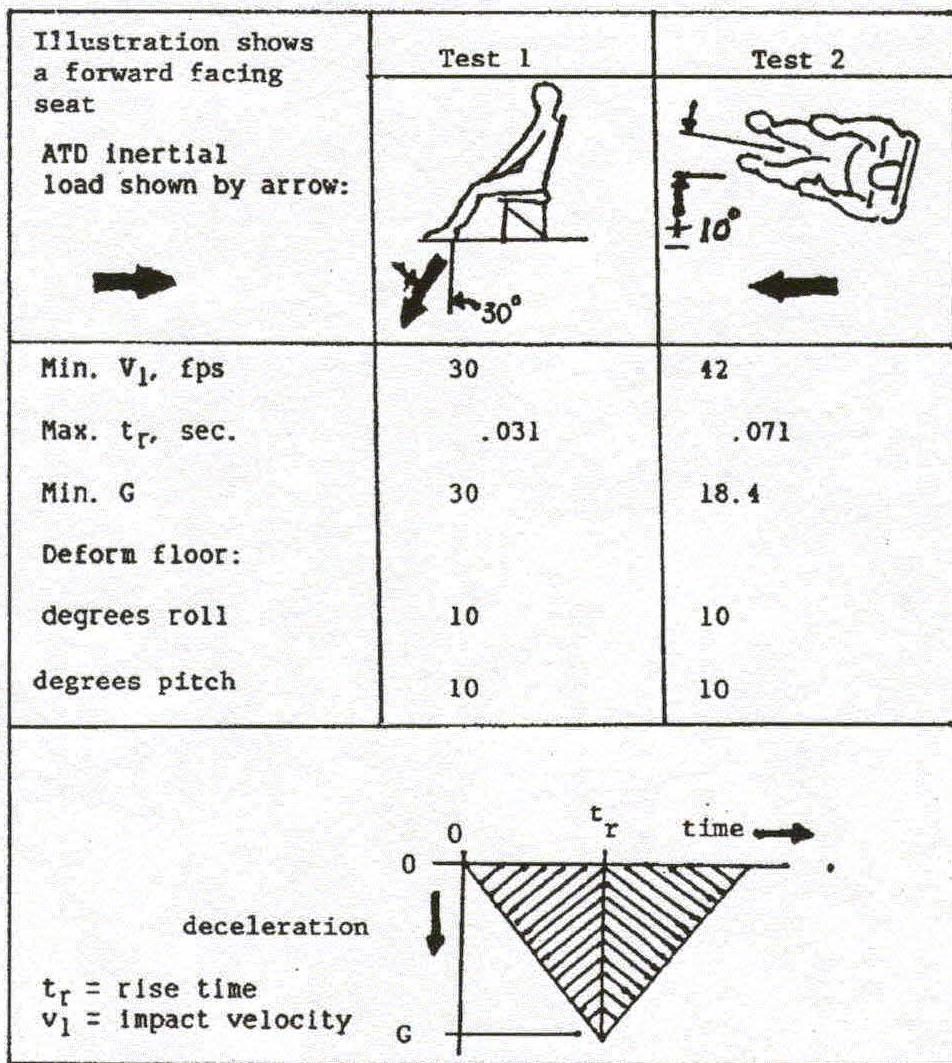 Illustration shows
a forward facing
seat
ATD inertial
load shown by arrow:
Test 1
Test 2
30°
± 10°
Min. V₁, fps 30 42
Max. tᵣ, sec. .031 .071
Min. G 30 18.4
Deform floor:
degrees roll 10 10
degrees pitch 10 10
0 tᵣ time
0
deceleration
tᵣ = rise time
v₁ = impact velocity
G